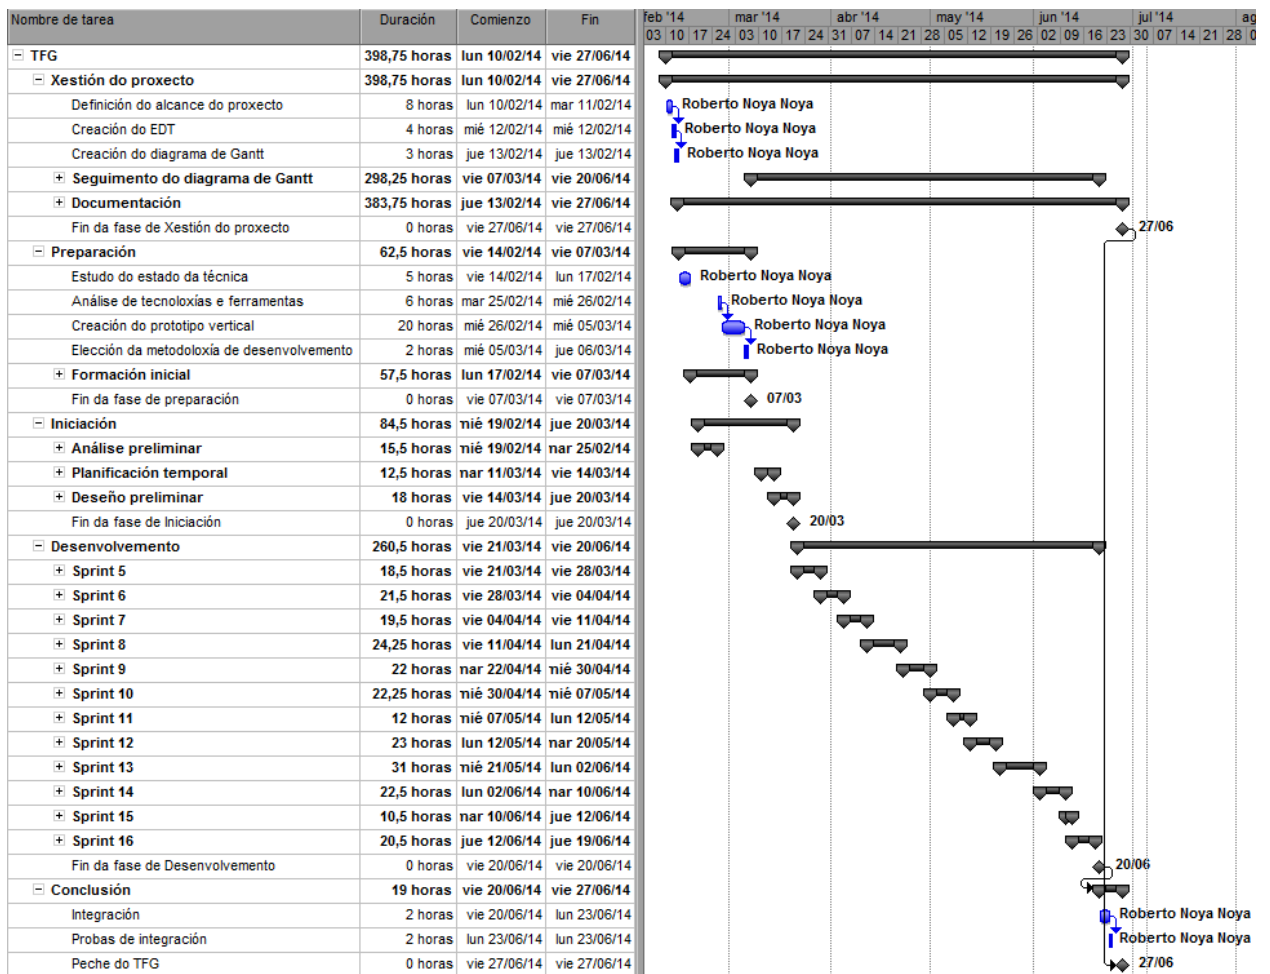 Nombre de tarea Duración Comienzo Fin feb '14 mar '14 abr '14 may '14 jun '14 jul '14 ag
03 10 17 24 03 10 17 24 31 07 14 21 28 05 12 19 26 02 09 16 23 30 07 14 21 28 0
TFG 398,75 horas lun 10/02/14 vie 27/06/14
Xestión do proxecto 398,75 horas lun 10/02/14 vie 27/06/14
Definición do alcance do proxecto 8 horas lun 10/02/14 mar 11/02/14 Roberto Noya Noya
Creación do EDT 4 horas mié 12/02/14 mié 12/02/14 Roberto Noya Noya
Creación do diagrama de Gantt 3 horas jue 13/02/14 jue 13/02/14 Roberto Noya Noya
Seguimento do diagrama de Gantt 298,25 horas vie 07/03/14 vie 20/06/14
Documentación 383,75 horas jue 13/02/14 vie 27/06/14
Fin da fase de Xestión do proxecto 0 horas vie 27/06/14 vie 27/06/14 27/06
Preparación 62,5 horas vie 14/02/14 vie 07/03/14
Estudo do estado da técnica 5 horas vie 14/02/14 lun 17/02/14 Roberto Noya Noya
Análise de tecnoloxías e ferramentas 6 horas mar 25/02/14 mié 26/02/14 Roberto Noya Noya
Creación do prototipo vertical 20 horas mié 26/02/14 mié 05/03/14 Roberto Noya Noya
Elección da metodoloxía de desenvolvemento 2 horas mié 05/03/14 jue 06/03/14 Roberto Noya Noya
Formación inicial 57,5 horas lun 17/02/14 vie 07/03/14
Fin da fase de preparación 0 horas vie 07/03/14 vie 07/03/14 07/03
Iniciación 84,5 horas mié 19/02/14 jue 20/03/14
Análise preliminar 15,5 horas mié 19/02/14 mar 25/02/14
Planificación temporal 12,5 horas mar 11/03/14 vie 14/03/14
Deseño preliminar 18 horas vie 14/03/14 jue 20/03/14
Fin da fase de Iniciación 0 horas jue 20/03/14 jue 20/03/14 20/03
Desenvolvemento 260,5 horas vie 21/03/14 vie 20/06/14
Sprint 5 18,5 horas vie 21/03/14 vie 28/03/14
Sprint 6 21,5 horas vie 28/03/14 vie 04/04/14
Sprint 7 19,5 horas vie 04/04/14 vie 11/04/14
Sprint 8 24,25 horas vie 11/04/14 lun 21/04/14
Sprint 9 22 horas mar 22/04/14 mié 30/04/14
Sprint 10 22,25 horas mié 30/04/14 mié 07/05/14
Sprint 11 12 horas mié 07/05/14 lun 12/05/14
Sprint 12 23 horas lun 12/05/14 mar 20/05/14
Sprint 13 31 horas mié 21/05/14 lun 02/06/14
Sprint 14 22,5 horas lun 02/06/14 mar 10/06/14
Sprint 15 10,5 horas mar 10/06/14 jue 12/06/14
Sprint 16 20,5 horas jue 12/06/14 jue 19/06/14
Fin da fase de Desenvolvemento 0 horas vie 20/06/14 vie 20/06/14 20/06
Conclusión 19 horas vie 20/06/14 vie 27/06/14
Integración 2 horas vie 20/06/14 lun 23/06/14 Roberto Noya Noya
Probas de integración 2 horas lun 23/06/14 lun 23/06/14 Roberto Noya Noya
Peche do TFG 0 horas vie 27/06/14 vie 27/06/14 27/06